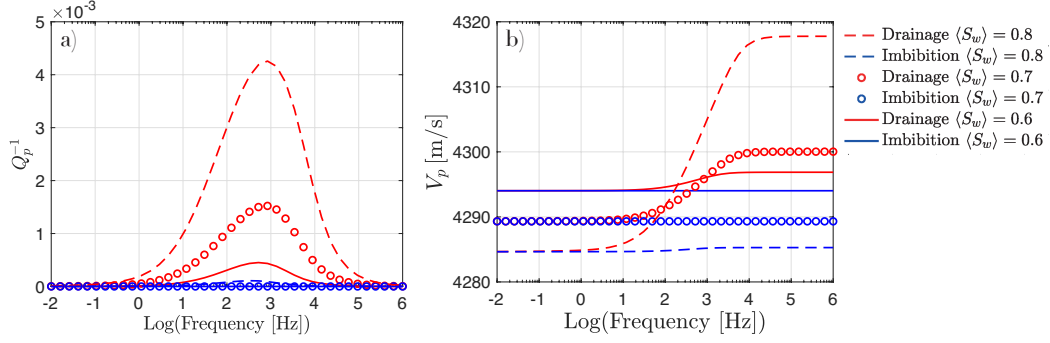 5 ×10⁻³
a)
4
3
2
1
0
Q_p⁻¹
-2 -1 0 1 2 3 4 5 6
Log(Frequency [Hz])
4320
b)
4310
4300
4290
4280
V_p [m/s]
-2 -1 0 1 2 3 4 5 6
Log(Frequency [Hz])
Drainage ⟨S_w⟩ = 0.8
Imbibition ⟨S_w⟩ = 0.8
Drainage ⟨S_w⟩ = 0.7
Imbibition ⟨S_w⟩ = 0.7
Drainage ⟨S_w⟩ = 0.6
Imbibition ⟨S_w⟩ = 0.6